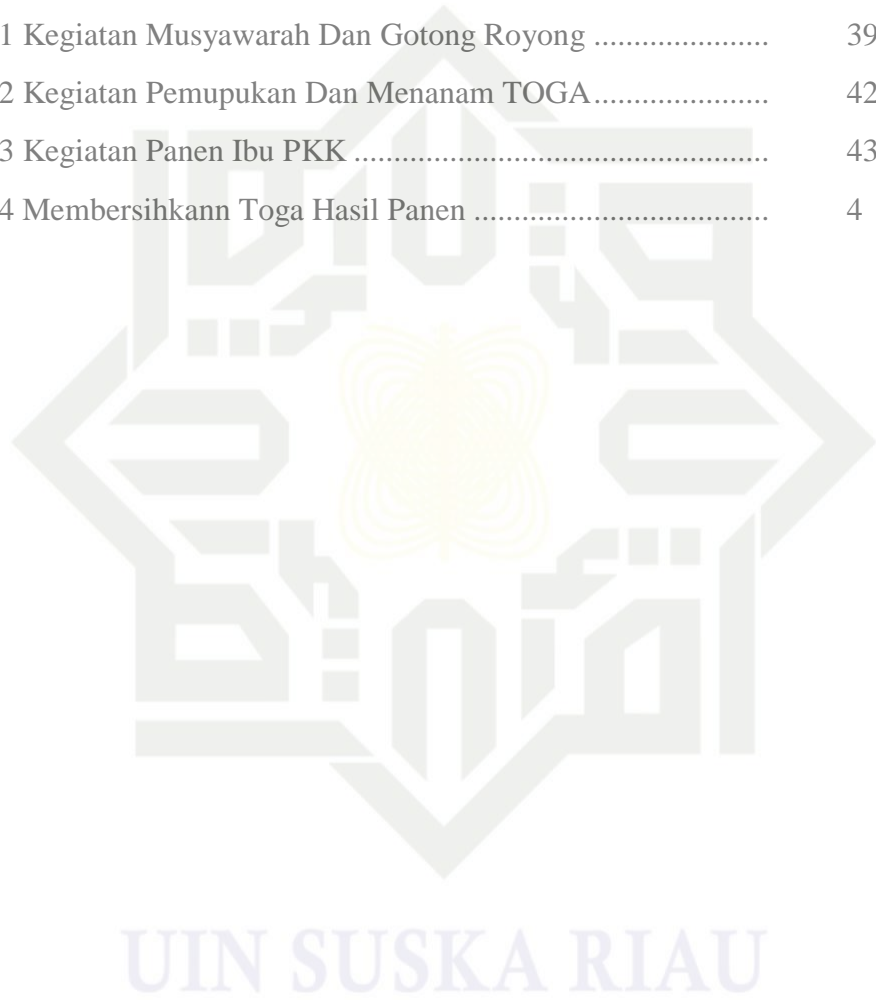 1 Kegiatan Musyawarah Dan Gotong Royong ...................... 39
2 Kegiatan Pemupukan Dan Menanam TOGA...................... 42
3 Kegiatan Panen Ibu PKK ..................................................... 43
4 Membersihkann Toga Hasil Panen ..................................... 4
UIN SUSKA RIAU